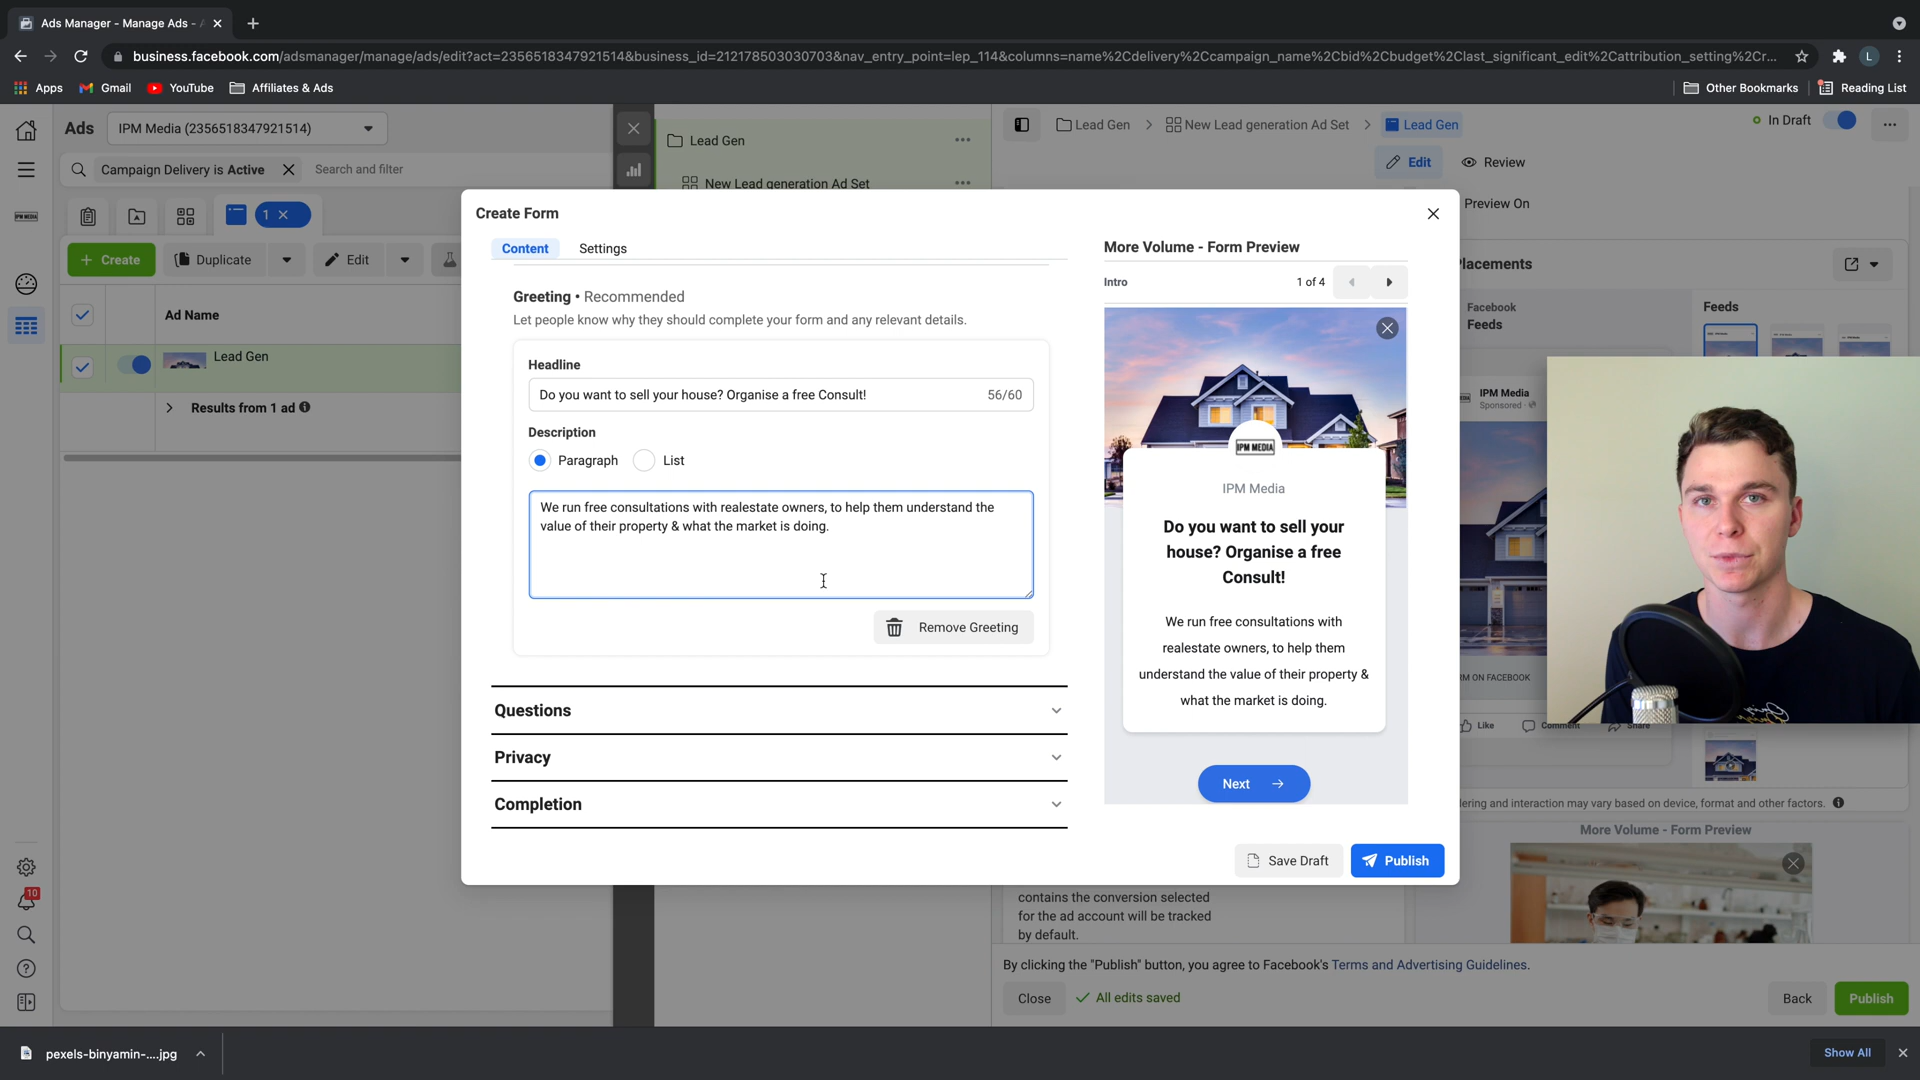 Ads Manager - Manage Ads -
business.facebook.com/adsmanager/manage/ads/edit?act=2356518347921514&business_id=212178503030703&nav_entry_point=lep_114&columns=name%2Cdelivery%2Ccampaign_name%2Cbid%2Cbudget%2Clast_significant_edit%2Cattribution_setting%2Cr...
L
Apps
Gmail
YouTube
Affiliates & Ads
Other Bookmarks
Reading List
Ads
IPM Media (2356518347921514)
Campaign Delivery is Active
Search and filter
1
+ Create
Duplicate
Edit
Ad Name
Lead Gen
Results from 1 ad
Lead Gen
New Lead generation Ad Set
Lead Gen
New Lead generation Ad Set
Lead Gen
In Draft
Edit
Review
Preview On
Placements
Facebook
Feeds
Feeds
IPM Media
Sponsored
RM ON FACEBOOK
Like
Comment
Share
Create Form
Content
Settings
Greeting • Recommended
Let people know why they should complete your form and any relevant details.
Headline
Do you want to sell your house? Organise a free Consult!
56/60
Description
Paragraph
List
We run free consultations with realestate owners, to help them understand the
value of their property & what the market is doing.
Remove Greeting
Questions
Privacy
Completion
More Volume - Form Preview
Intro
1 of 4
IPM MEDIA
IPM Media
Do you want to sell your
house? Organise a free
Consult!
We run free consultations with
realestate owners, to help them
understand the value of their property &
what the market is doing.
Next
Save Draft
Publish
dering and interaction may vary based on device, format and other factors.
More Volume - Form Preview
contains the conversion selected
for the ad account will be tracked
by default.
By clicking the "Publish" button, you agree to Facebook's Terms and Advertising Guidelines.
Close
All edits saved
Back
Publish
10
pexels-binyamin-....jpg
Show All